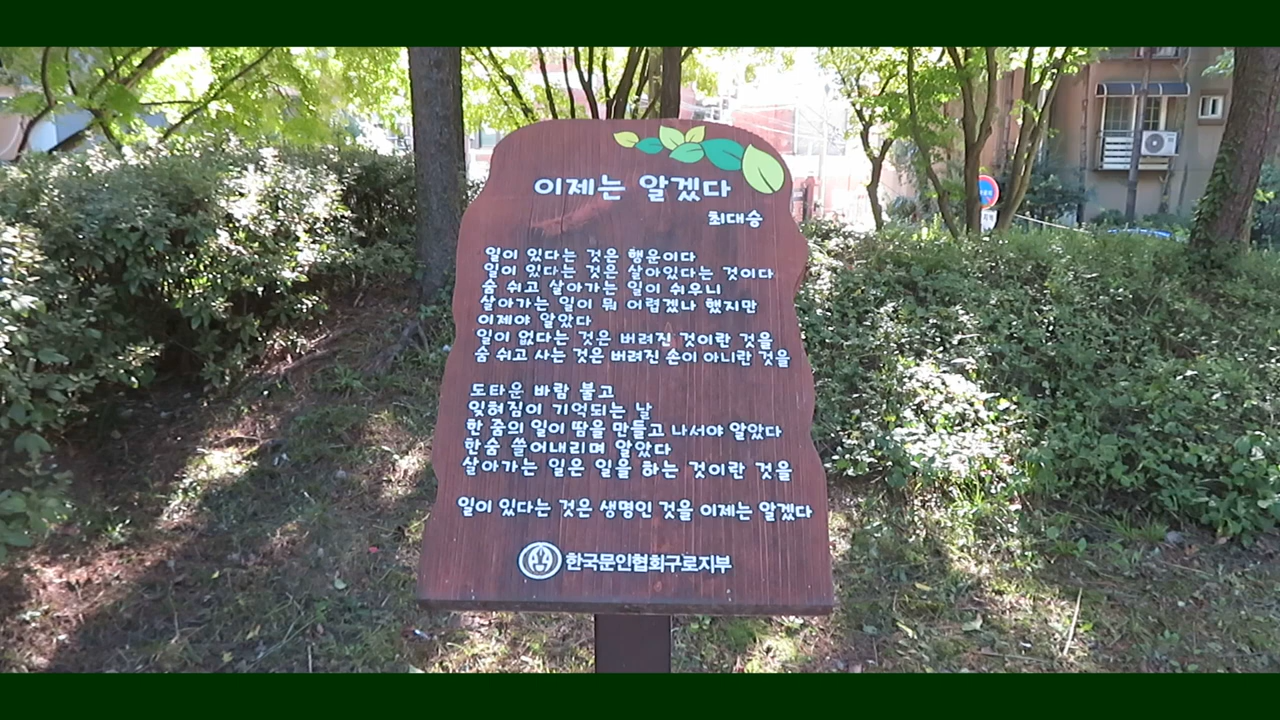 이제는 알겠다
최대승
일이 있다는 것은 행운이다
일이 있다는 것은 살아있다는 것이다
숨 쉬고 살아가는 일이 쉬우니
살아가는 일이 뭐 어렵겠나 했지만
이제야 알았다
일이 없다는 것은 버려진 것이란 것을
숨 쉬고 사는 것은 버려진 손이 아니란 것을
도타운 바람 불고
잊혀짐이 기억되는 날
한 줌의 일이 땀을 만들고 나서야 알았다
한숨 쓸어내리며 알았다
살아가는 일은 일을 하는 것이란 것을
일이 있다는 것은 생명인 것을 이제는 알겠다
한국문인협회구로지부